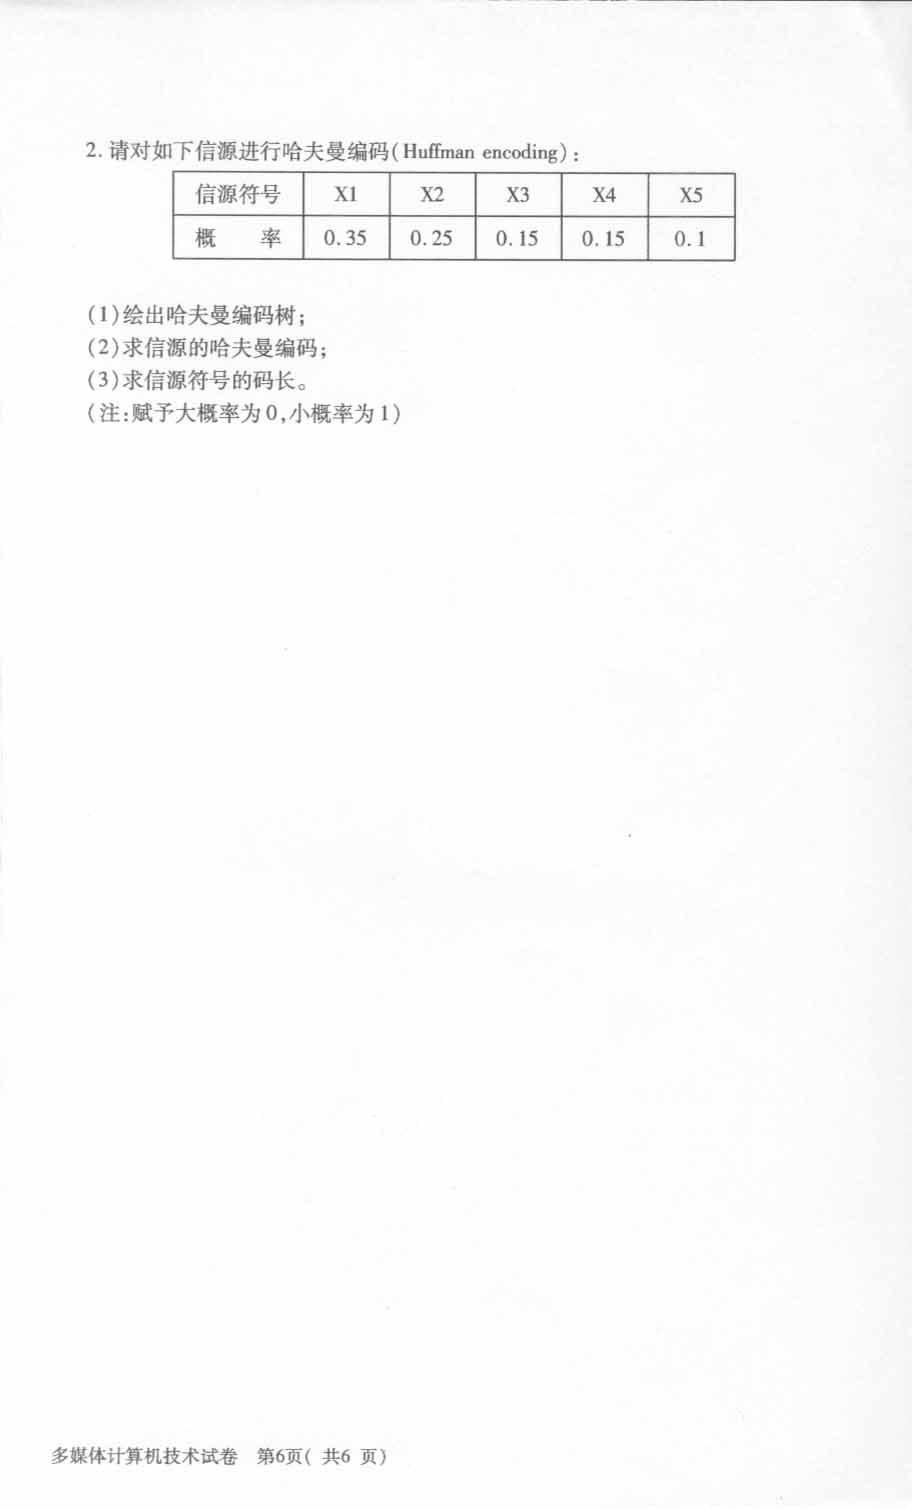 2. 请对如下信源进行哈夫曼编码(Huffman encoding):
信源符号 X1 X2 X3 X4 X5
概 率 0.35 0.25 0.15 0.15 0.1
(1)绘出哈夫曼编码树;
(2)求信源的哈夫曼编码;
(3)求信源符号的码长。
(注:赋予大概率为0,小概率为1)
多媒体计算机技术试卷 第6页( 共6 页)